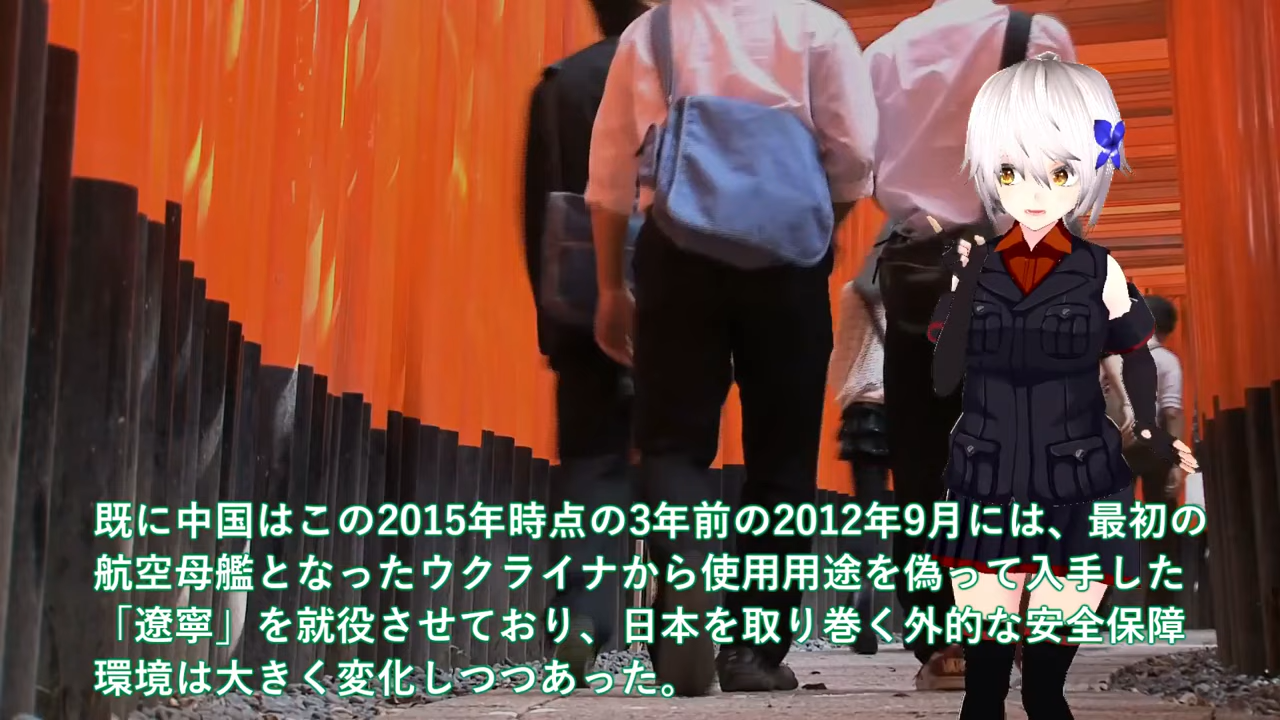 既に中国はこの2015年時点の3年前の2012年9月には、最初の
航空母艦となったウクライナから使用用途を偽って入手した
「遼寧」を就役させており、日本を取り巻く外的な安全保障
環境は大きく変化しつつあった。